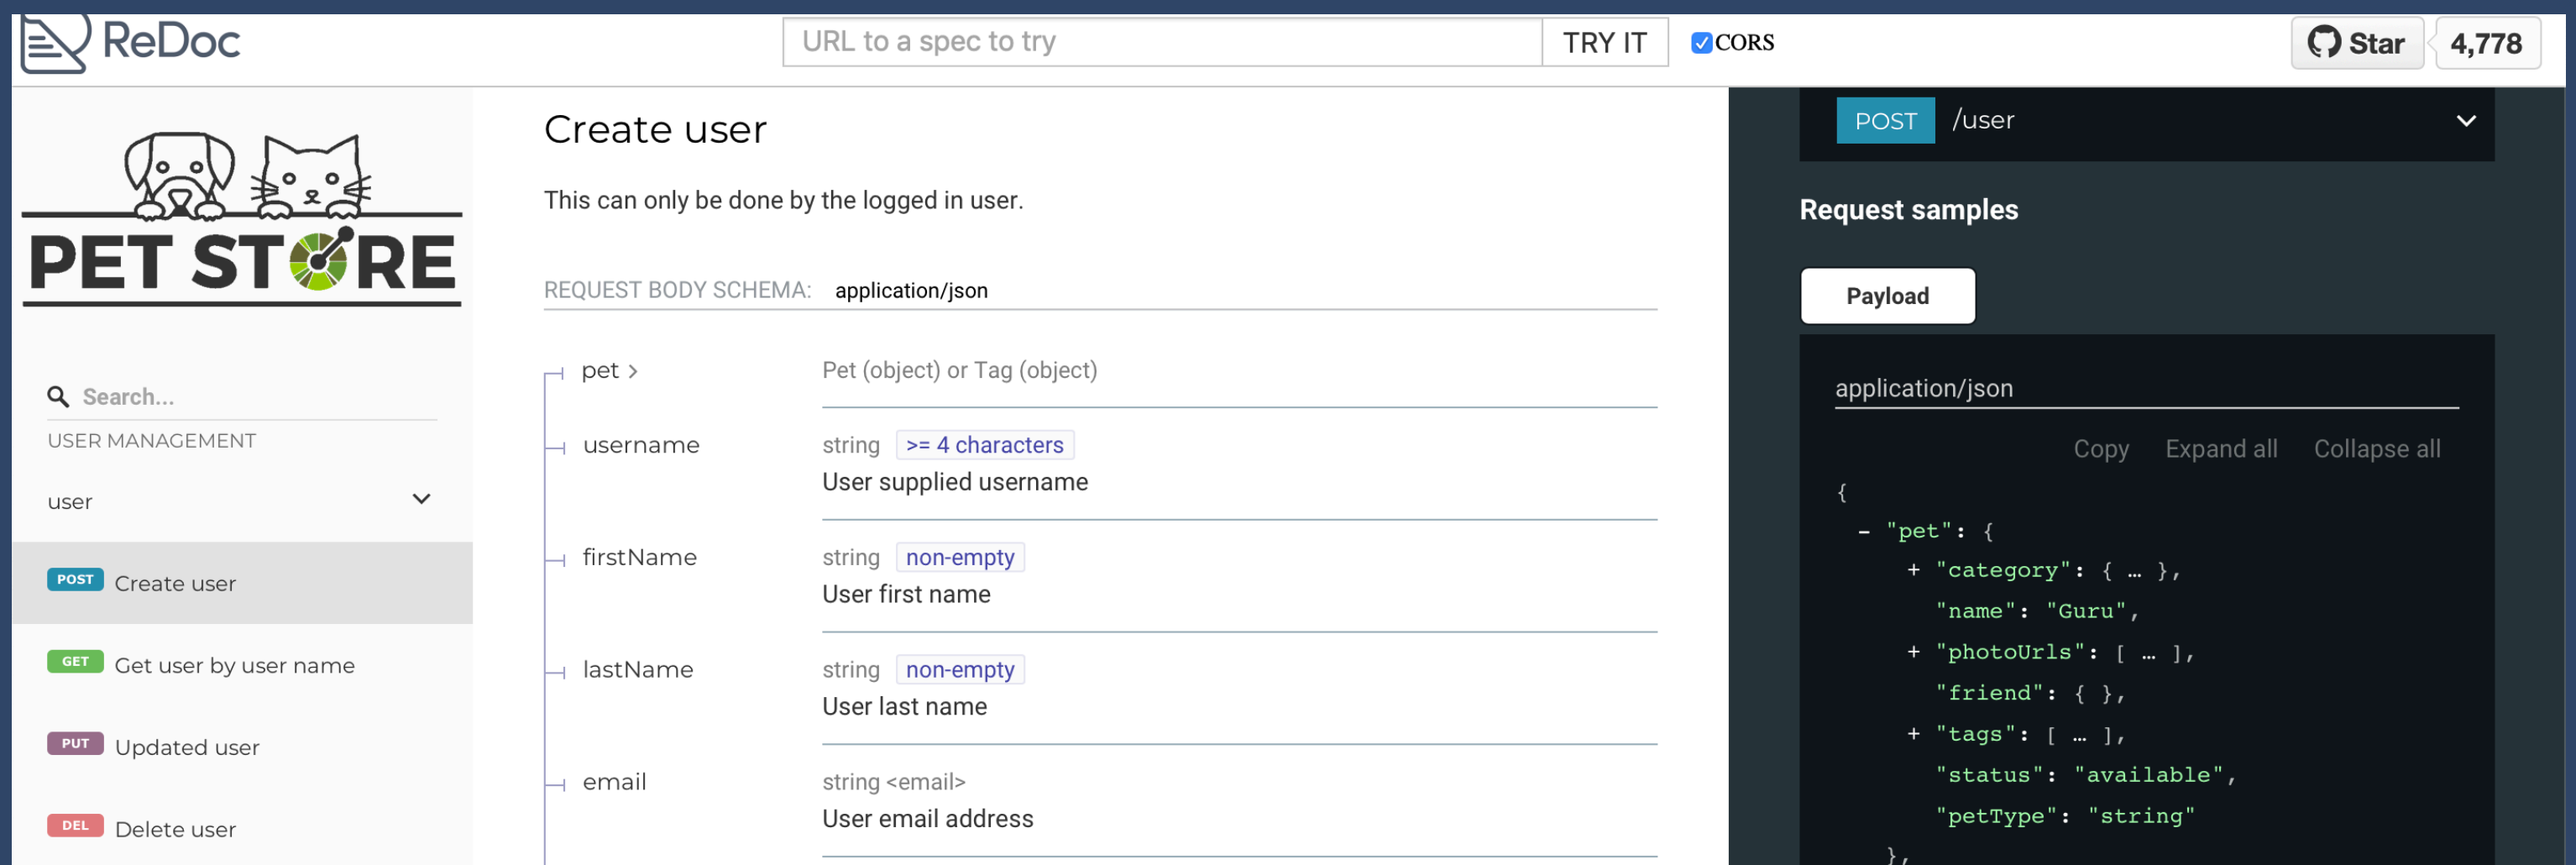 ReDoc
URL to a spec to try
TRY IT
CORS
Star
4,778
PET STORE
Search...
USER MANAGEMENT
user
POST Create user
GET Get user by user name
PUT Updated user
DEL Delete user
Create user
This can only be done by the logged in user.
REQUEST BODY SCHEMA: application/json
pet > Pet (object) or Tag (object)
username string >= 4 characters
User supplied username
firstName string non-empty
User first name
lastName string non-empty
User last name
email string <email>
User email address
POST /user
Request samples
Payload
application/json
Copy Expand all Collapse all
{
- "pet": {
+ "category": { … },
"name": "Guru",
+ "photoUrls": [ … ],
"friend": { },
+ "tags": [ … ],
"status": "available",
"petType": "string"
},